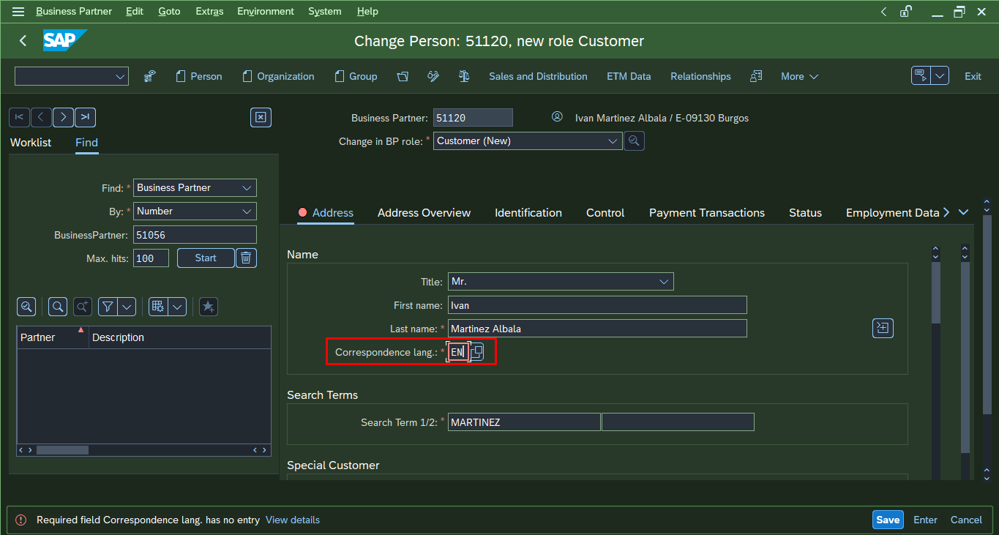 Business Partner Edit Goto Extras Environment System Help
SAP Change Person: 51120, new role Customer
Person Organization Group Sales and Distribution ETM Data Relationships More Exit
Business Partner: 51120 Ivan Martinez Albala / E-09130 Burgos
Change in BP role: * Customer (New)
Worklist Find
Find: * Business Partner
By: * Number
BusinessPartner: 51056
Max. hits: 100 Start
Partner Description
Address Address Overview Identification Control Payment Transactions Status Employment Data
Name
Title: Mr.
First name: Ivan
Last name: * Martinez Albala
Correspondence lang.: * EN
Search Terms
Search Term 1/2: * MARTINEZ
Special Customer
Required field Correspondence lang. has no entry View details Save Enter Cancel